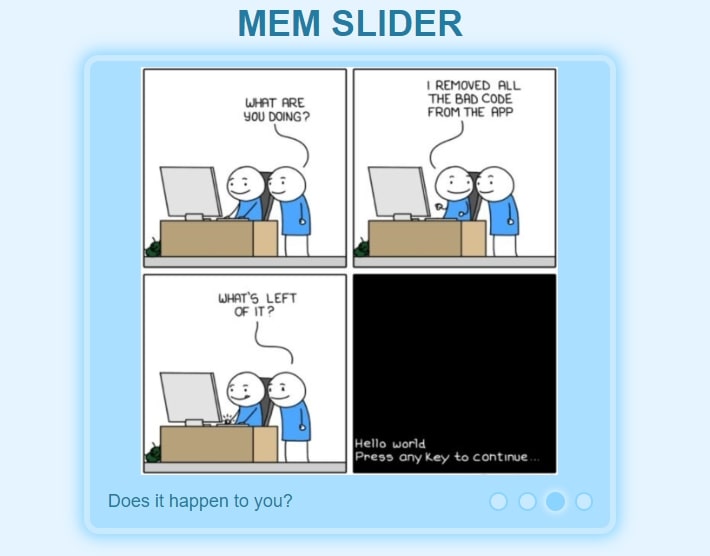 MEM SLIDER
WHAT ARE
YOU DOING?
I REMOVED ALL
THE BAD CODE
FROM THE APP
WHAT'S LEFT
OF IT?
Hello world
Press any key to continue...
Does it happen to you?